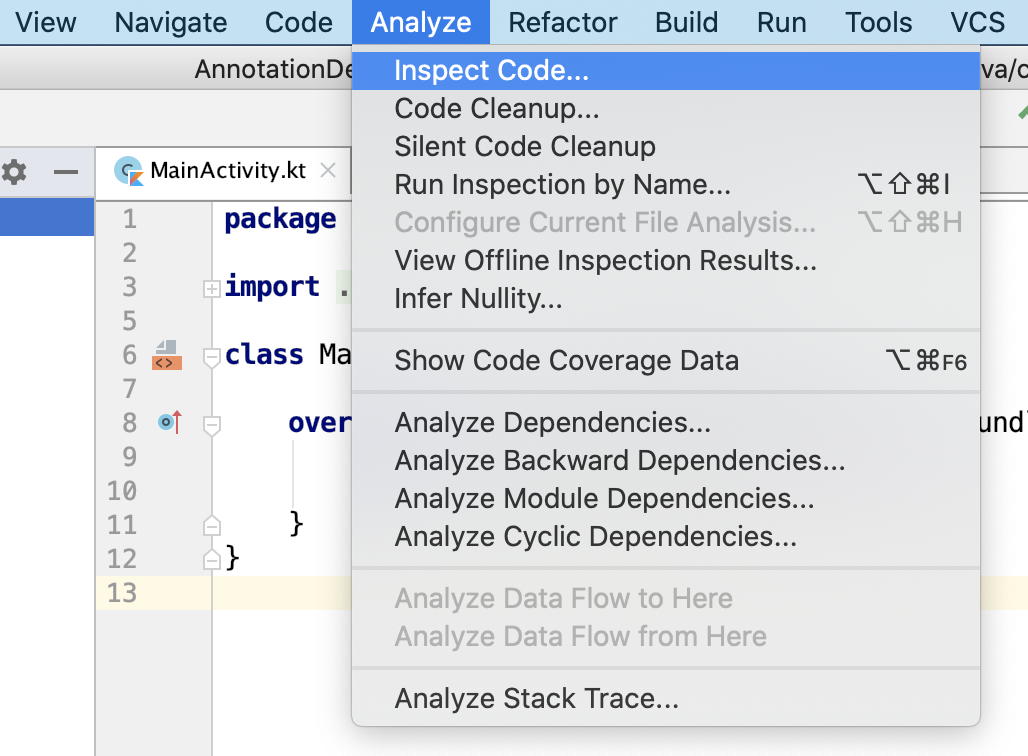 View Navigate Code Analyze Refactor Build Run Tools VCS
AnnotationDe va/c
Inspect Code...
Code Cleanup...
Silent Code Cleanup
Run Inspection by Name... ⌥⇧⌘I
Configure Current File Analysis... ⌥⇧⌘H
View Offline Inspection Results...
Infer Nullity...
Show Code Coverage Data ⌥⌘F6
Analyze Dependencies...
Analyze Backward Dependencies...
Analyze Module Dependencies...
Analyze Cyclic Dependencies...
Analyze Data Flow to Here
Analyze Data Flow from Here
Analyze Stack Trace...
MainActivity.kt
1 package
2
3 import .
5
6 class Ma
7
8 over und
9
10
11 }
12 }
13